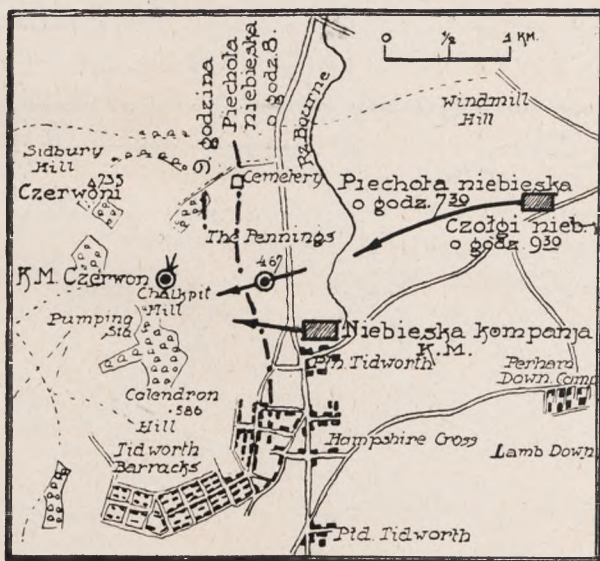 0 ½ 1 KM.
9 godzina
Piechota
niebieska
o godz. 8.
Rz. Bourne
Windmill
Hill
Sidbury
Hill
735
Czerwoni
Cemetery
Piechota niebieska
o godz. 7 30
Czołgi nieb.
o godz. 9 30
The Pennings
467
K.M. Czerwon
Chalkpit
Hill
Pumping Sta.
Niebieska kompanja
K.M.
Płn. Tidworth
Perham
Down. Camp
Calendron
586
Hill
Hampshire Cross
Lamb Down
Tidworth
Barracks
Płd. Tidworth